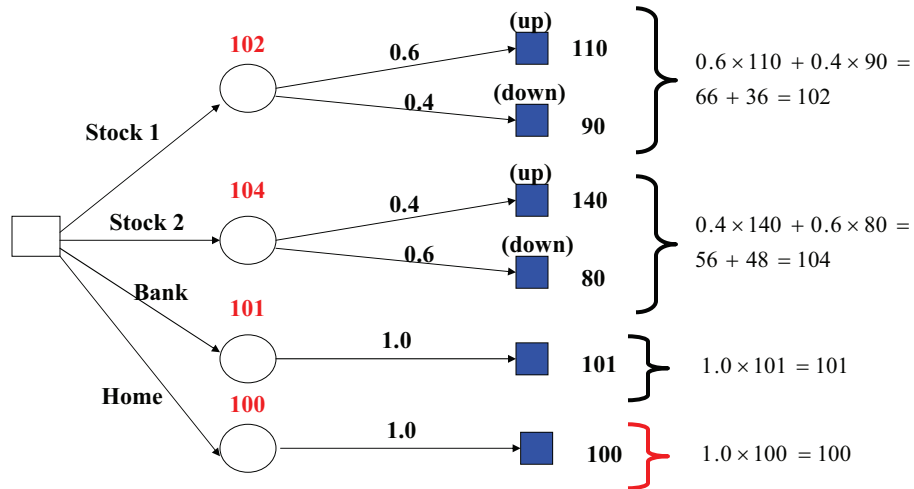 (up)
102
0.6
110
0.6 × 110 + 0.4 × 90 =
66 + 36 = 102
0.4
(down)
90
Stock 1
104
(up)
0.4
140
0.4 × 140 + 0.6 × 80 =
56 + 48 = 104
Stock 2
0.6
(down)
80
Bank
101
1.0
101
1.0 × 101 = 101
Home
100
1.0
100
1.0 × 100 = 100